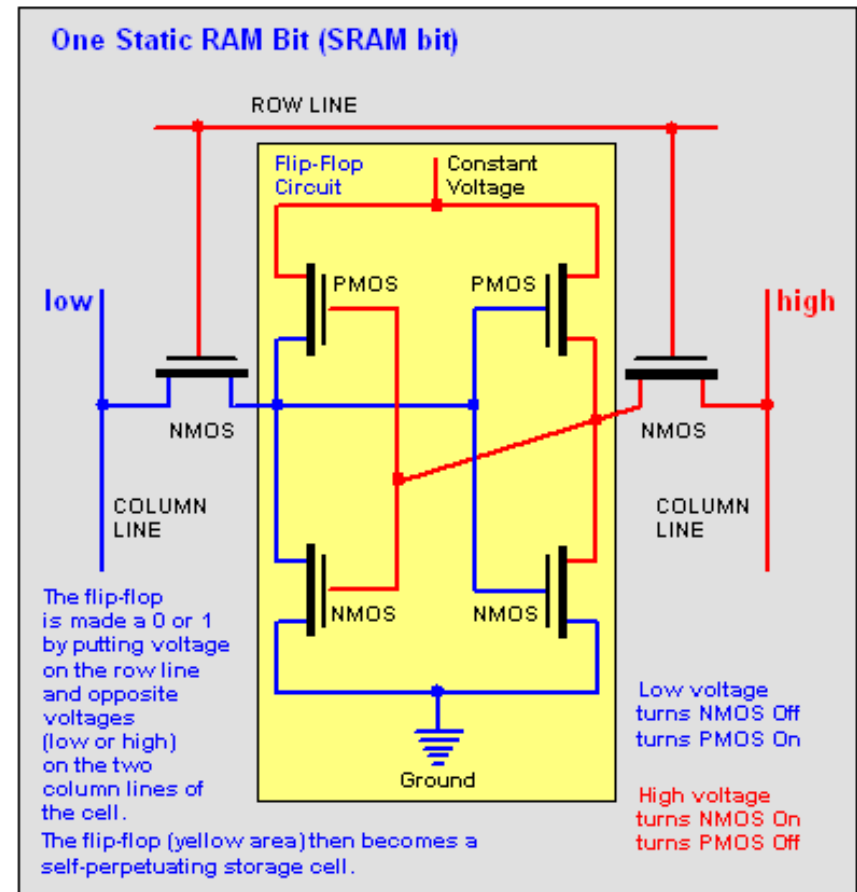 One Static RAM Bit (SRAM bit)
ROW LINE
Flip-Flop
Circuit
Constant
Voltage
PMOS
PMOS
low
high
NMOS
NMOS
COLUMN
LINE
COLUMN
LINE
NMOS
NMOS
The flip-flop
is made a 0 or 1
by putting voltage
on the row line
and opposite
voltages
(low or high)
on the two
column lines of
the cell.
The flip-flop (yellow area) then becomes a
self-perpetuating storage cell.
Ground
Low voltage
turns NMOS Off
turns PMOS On
High voltage
turns NMOS On
turns PMOS Off